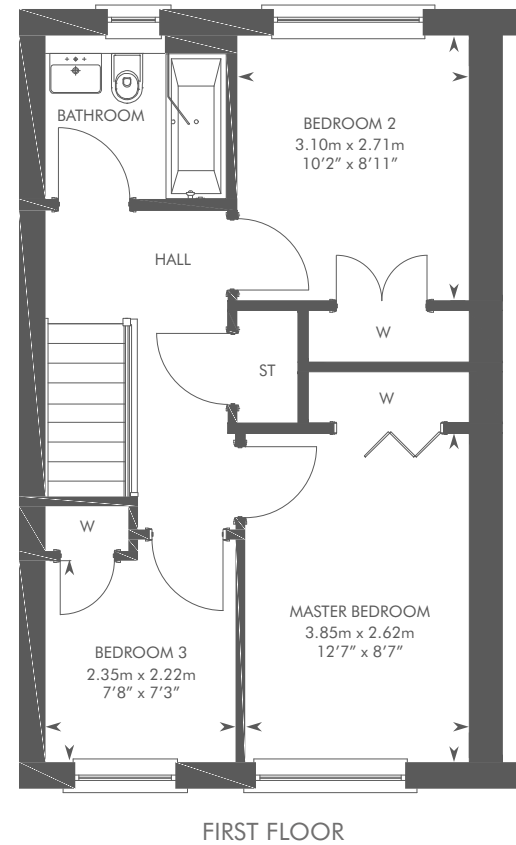 BATHROOM
BEDROOM 2
3.10m x 2.71m
10’2” x 8’11”
HALL
W
ST
W
W
MASTER BEDROOM
3.85m x 2.62m
12’7” x 8’7”
BEDROOM 3
2.35m x 2.22m
7’8” x 7’3”
FIRST FLOOR